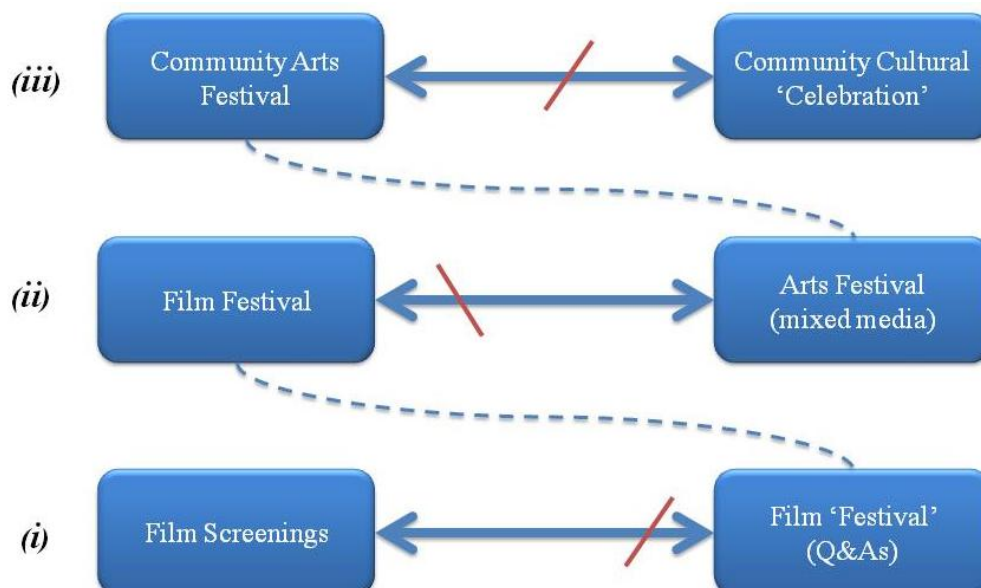 (iii)
Community Arts
Festival
Community Cultural
‘Celebration’
(ii)
Film Festival
Arts Festival
(mixed media)
(i)
Film Screenings
Film ‘Festival’
(Q&As)